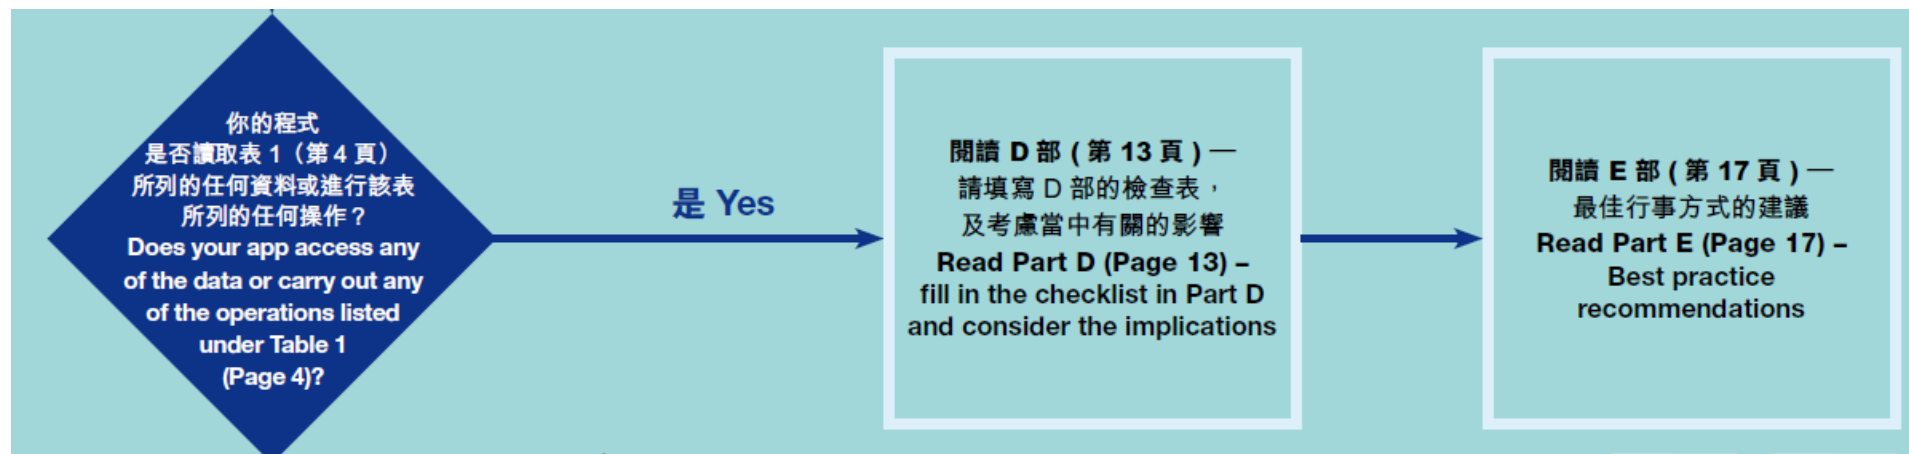 你的程式
是否讀取表 1（第 4 頁）
所列的任何資料或進行該表
所列的任何操作？
Does your app access any
of the data or carry out any
of the operations listed
under Table 1
(Page 4)?
是 Yes
閱讀 D 部 ( 第 13 頁 ) —
請填寫 D 部的檢查表，
及考慮當中有關的影響
Read Part D (Page 13) –
fill in the checklist in Part D
and consider the implications
閱讀 E 部 ( 第 17 頁 ) —
最佳行事方式的建議
Read Part E (Page 17) –
Best practice
recommendations